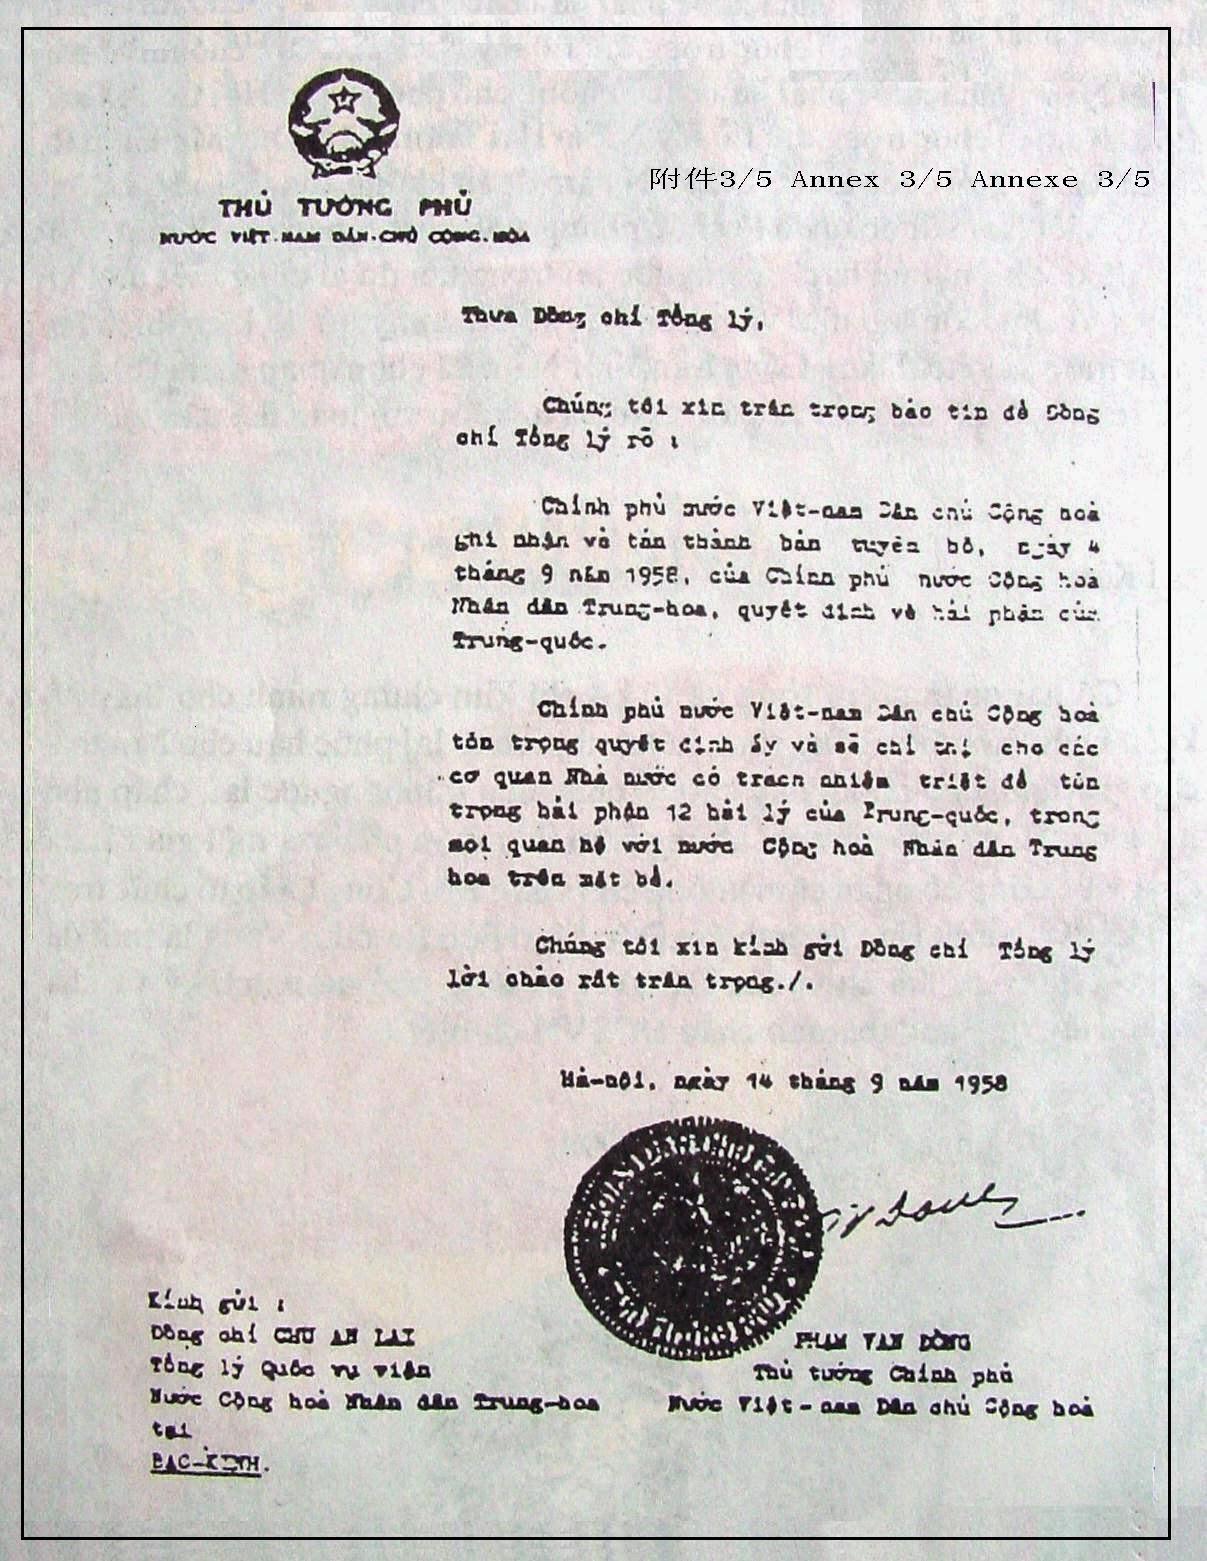 附件3/5 Annex 3/5 Annexe 3/5
THỦ TƯỚNG PHỦ
NƯỚC VIỆT-NAM DÂN-CHỦ CỘNG-HÒA
Thưa Đồng chí Tổng lý,
Chúng tôi xin trân trọng báo tin để Đồng
chí Tổng lý rõ :
Chính phủ nước Việt-nam Dân chủ Cộng hoà
ghi nhận và tán thành bản tuyên bố, ngày 4
tháng 9 năm 1958, của Chính phủ nước Cộng hoà
Nhân dân Trung-hoa, quyết định về hải phận của
Trung-quốc.
Chính phủ nước Việt-nam Dân chủ Cộng hoà
tôn trọng quyết định ấy và sẽ chỉ thị cho các
cơ quan Nhà nước có trách nhiệm triệt để tôn
trọng hải phận 12 hải lý của Trung-quốc, trong
mọi quan hệ với nước Cộng hoà Nhân dân Trung
hoa trên mặt bể.
Chúng tôi xin kính gửi Đồng chí Tổng lý
lời chào rất trân trọng./.
Hà-nội, ngày 14 tháng 9 năm 1958
Kính gửi :
Đồng chí CHU AN LAI
Tổng lý Quốc vụ viện
Nước Cộng hoà Nhân dân Trung-hoa
tại
BẮC-KINH.
PHẠM VĂN ĐỒNG
Thủ tướng Chính phủ
Nước Việt-nam Dân chủ Cộng hoà